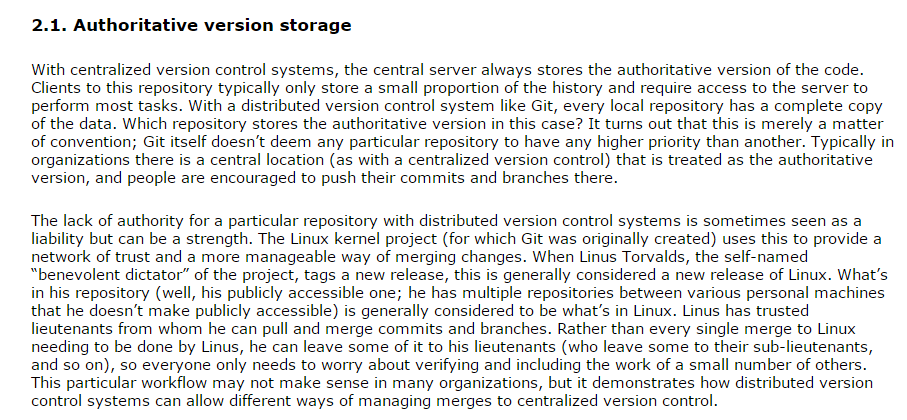 2.1. Authoritative version storage
With centralized version control systems, the central server always stores the authoritative version of the code.
Clients to this repository typically only store a small proportion of the history and require access to the server to
perform most tasks. With a distributed version control system like Git, every local repository has a complete copy
of the data. Which repository stores the authoritative version in this case? It turns out that this is merely a matter
of convention; Git itself doesn’t deem any particular repository to have any higher priority than another. Typically in
organizations there is a central location (as with a centralized version control) that is treated as the authoritative
version, and people are encouraged to push their commits and branches there.
The lack of authority for a particular repository with distributed version control systems is sometimes seen as a
liability but can be a strength. The Linux kernel project (for which Git was originally created) uses this to provide a
network of trust and a more manageable way of merging changes. When Linus Torvalds, the self-named
“benevolent dictator” of the project, tags a new release, this is generally considered a new release of Linux. What’s
in his repository (well, his publicly accessible one; he has multiple repositories between various personal machines
that he doesn’t make publicly accessible) is generally considered to be what’s in Linux. Linus has trusted
lieutenants from whom he can pull and merge commits and branches. Rather than every single merge to Linux
needing to be done by Linus, he can leave some of it to his lieutenants (who leave some to their sub-lieutenants,
and so on), so everyone only needs to worry about verifying and including the work of a small number of others.
This particular workflow may not make sense in many organizations, but it demonstrates how distributed version
control systems can allow different ways of managing merges to centralized version control.